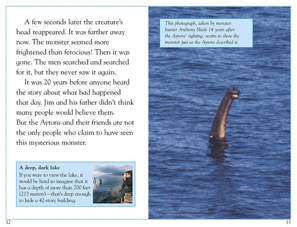 A few seconds later the creature's
head reappeared. It was further away
now. The monster seemed more
frightened than ferocious! Then it was
gone. The men searched and searched
for it, but they never saw it again.
It was 20 years before anyone heard
the story about what had happened
that day. Jim and his father didn't think
many people would believe them.
But the Aytons and their friends are not
the only people who claim to have seen
this mysterious monster.
A deep, dark lake
If you were to view the lake, it
would be hard to imagine that it
has a depth of more than 700 feet
(213 meters)—that's deep enough
to hide a 42-story building.
12
This photograph, taken by monster
hunter Anthony Shiels 14 years after
the Aytons' sighting, seems to show the
monster just as the Aytons described it.
13